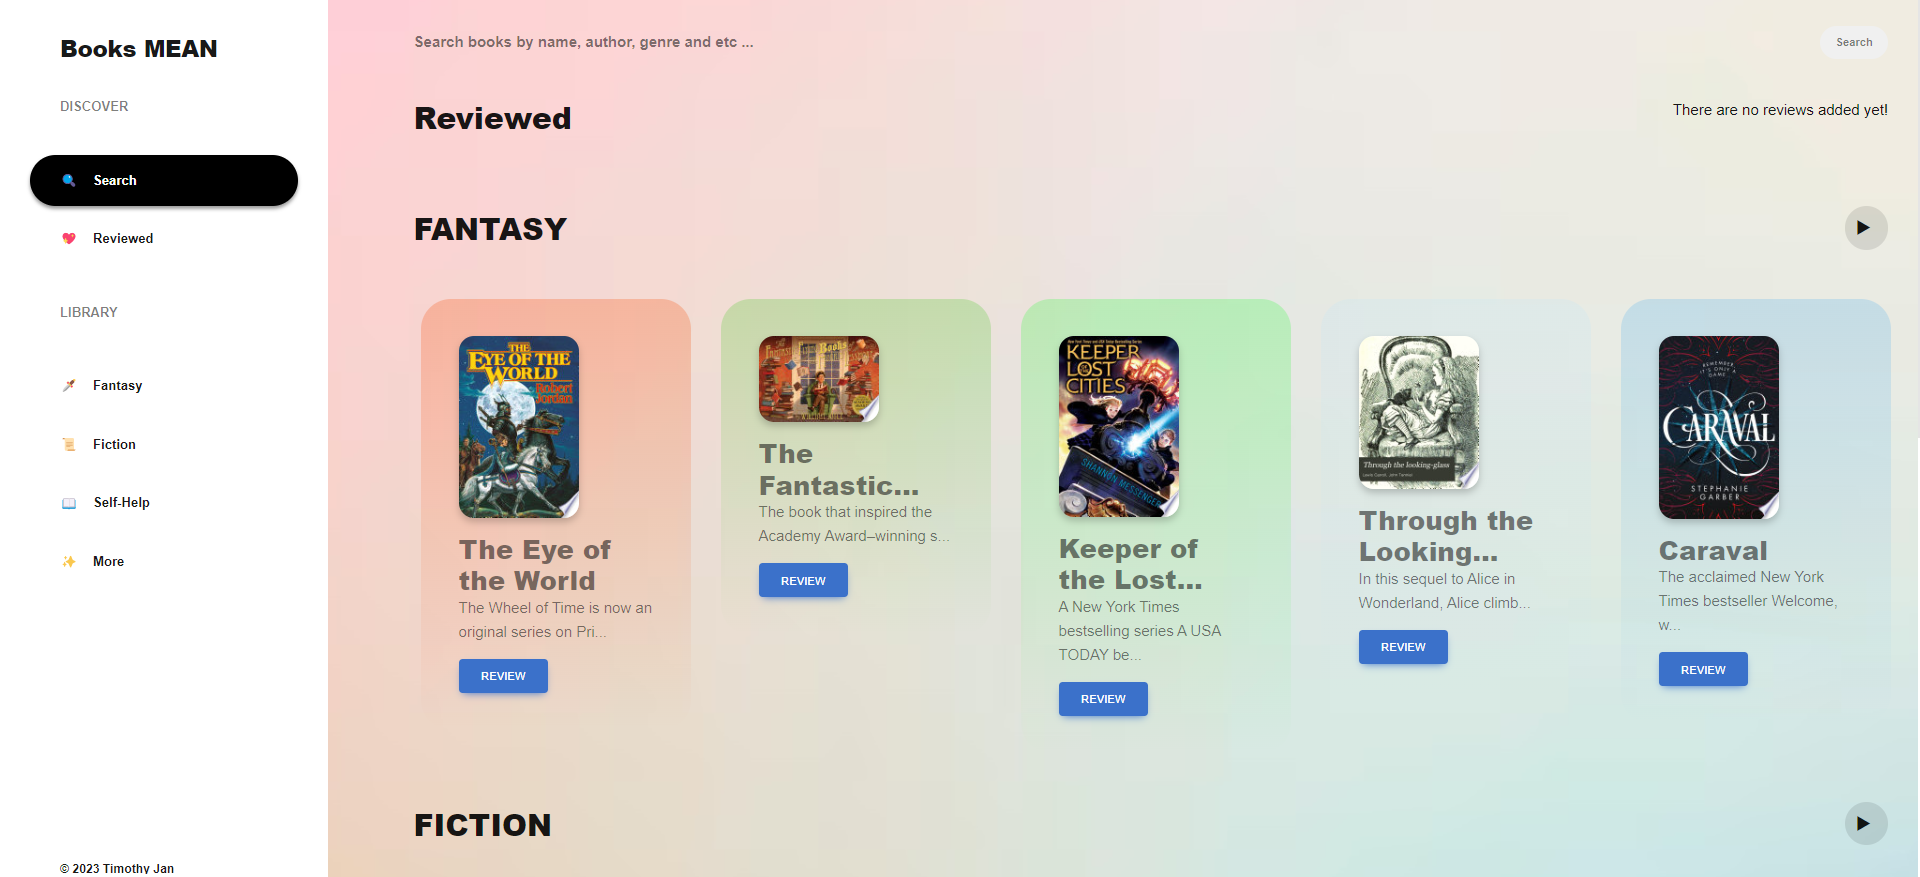 Books MEAN
DISCOVER
Search
Reviewed
LIBRARY
Fantasy
Fiction
Self-Help
More
© 2023 Timothy Jan
Search books by name, author, genre and etc ...
Search
Reviewed
There are no reviews added yet!
FANTASY
THE
EYE OF THE
WORLD
Robert
Jordan
The Eye of
the World
The Wheel of Time is now an
original series on Pri...
REVIEW
The
Fantastic...
The book that inspired the
Academy Award–winning s...
REVIEW
KEEPER
OF THE
LOST
CITIES
SHANNON MESSENGER
Keeper of
the Lost...
A New York Times
bestselling series A USA
TODAY be...
REVIEW
Through the looking-glass
Through the
Looking...
In this sequel to Alice in
Wonderland, Alice climb...
REVIEW
REMEMBER,
IT'S ONLY A
GAME
CARAVAL
STEPHANIE
GARBER
Caraval
The acclaimed New York
Times bestseller Welcome,
w...
REVIEW
FICTION